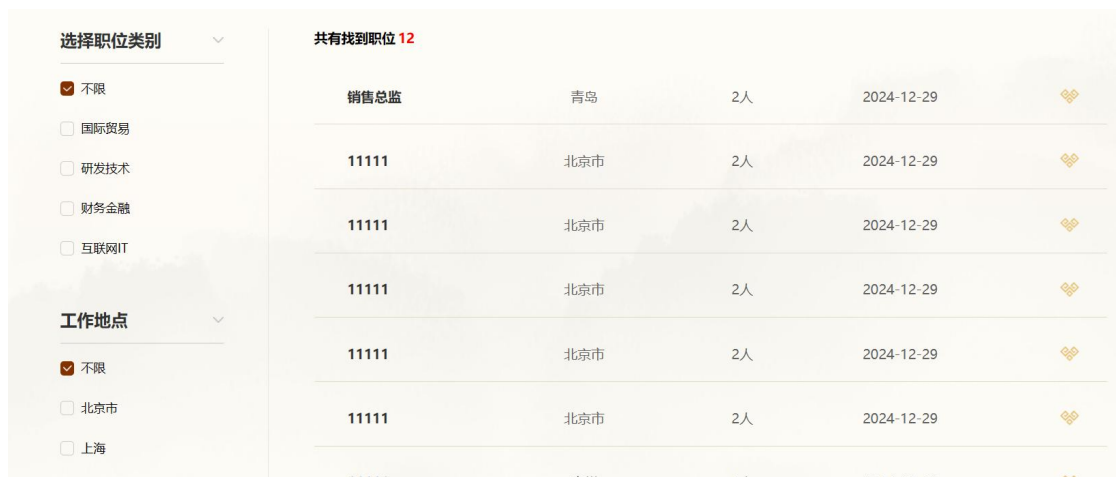 选择职位类别
不限
国际贸易
研发技术
财务金融
互联网IT
工作地点
不限
北京市
上海
共有找到职位 12
销售总监 青岛 2人 2024-12-29
11111 北京市 2人 2024-12-29
11111 北京市 2人 2024-12-29
11111 北京市 2人 2024-12-29
11111 北京市 2人 2024-12-29
11111 北京市 2人 2024-12-29